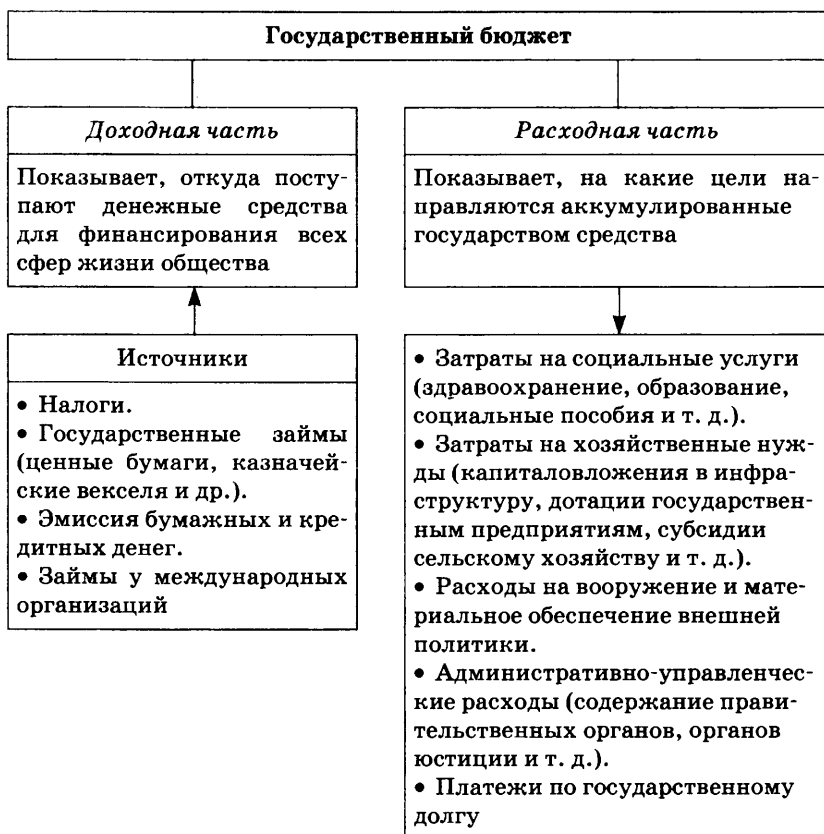 Государственный бюджет
Доходная часть
Показывает, откуда посту-
пают денежные средства
для финансирования всех
сфер жизни общества
Источники
• Налоги.
• Государственные займы
(ценные бумаги, казначей-
ские векселя и др.).
• Эмиссия бумажных и кре-
дитных денег.
• Займы у международных
организаций
Расходная часть
Показывает, на какие цели на-
правляются аккумулированные
государством средства
• Затраты на социальные услуги
(здравоохранение, образование,
социальные пособия и т. д.).
• Затраты на хозяйственные нуж-
ды (капиталовложения в инфра-
структуру, дотации государствен-
ным предприятиям, субсидии
сельскому хозяйству и т. д.).
• Расходы на вооружение и мате-
риальное обеспечение внешней
политики.
• Административно-управленчес-
кие расходы (содержание прави-
тельственных органов, органов
юстиции и т. д.).
• Платежи по государственному
долгу